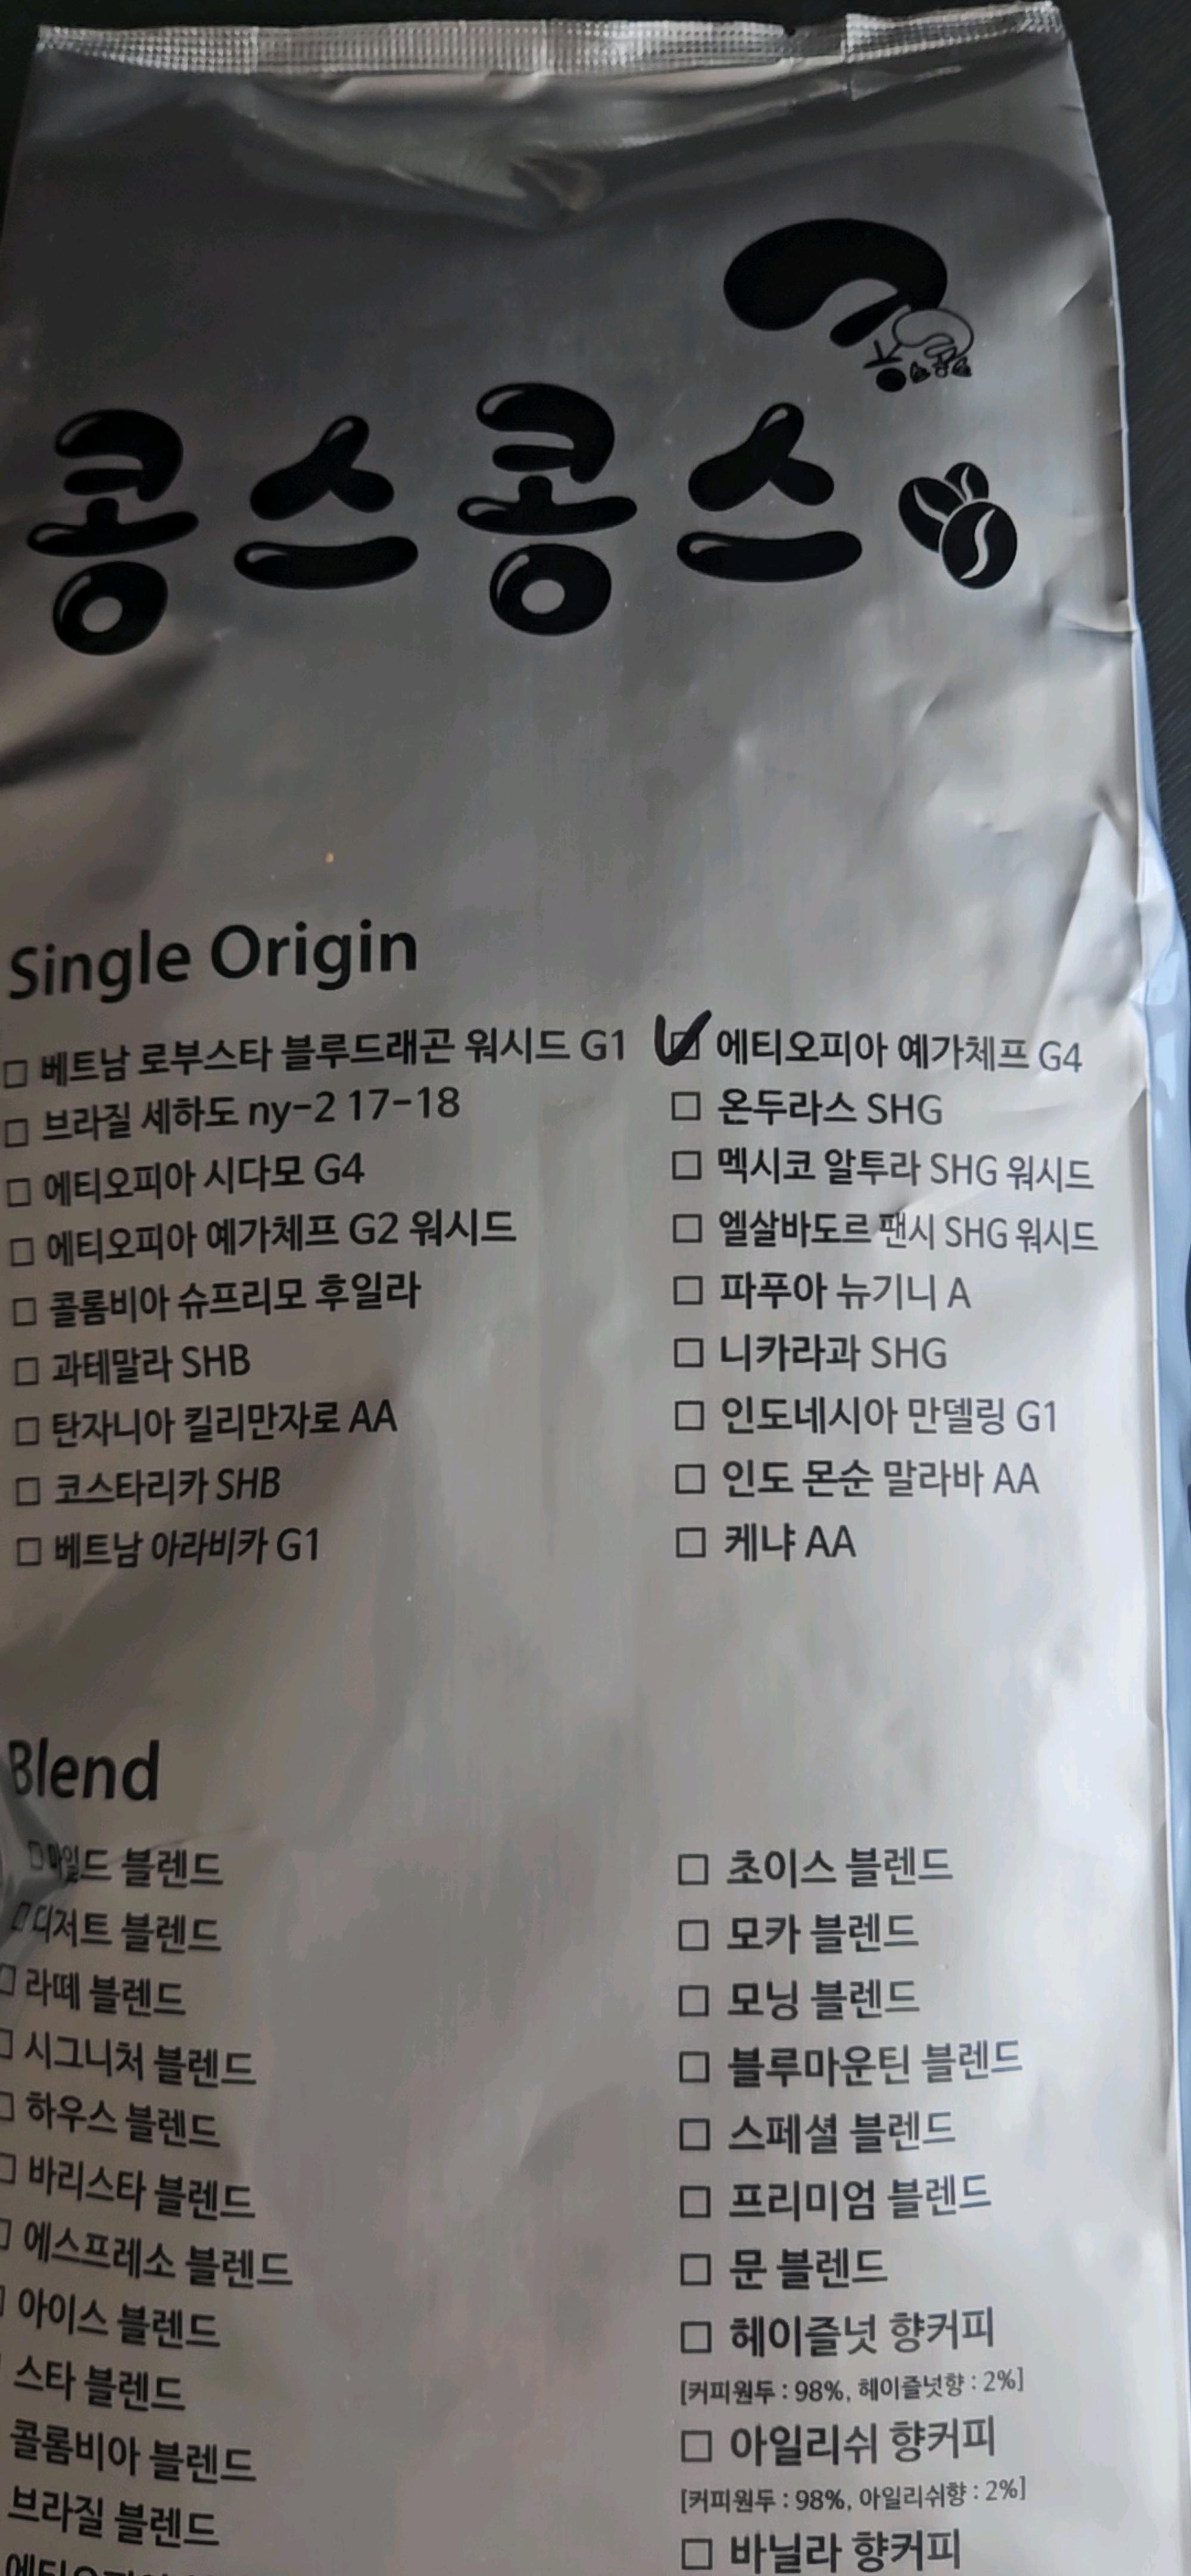 콩스콩스
Single Origin
□ 베트남 로부스타 블루드래곤 워시드 G1
□ 브라질 세하도 ny-2 17-18
□ 에티오피아 시다모 G4
□ 에티오피아 예가체프 G2 워시드
□ 콜롬비아 슈프리모 후일라
□ 과테말라 SHB
□ 탄자니아 킬리만자로 AA
□ 코스타리카 SHB
□ 베트남 아라비카 G1
☑ 에티오피아 예가체프 G4
□ 온두라스 SHG
□ 멕시코 알투라 SHG 워시드
□ 엘살바도르 팬시 SHG 워시드
□ 파푸아 뉴기니 A
□ 니카라과 SHG
□ 인도네시아 만델링 G1
□ 인도 몬순 말라바 AA
□ 케냐 AA
Blend
□ 마일드 블렌드
□ 디저트 블렌드
□ 라떼 블렌드
□ 시그니처 블렌드
□ 하우스 블렌드
□ 바리스타 블렌드
□ 에스프레소 블렌드
□ 아이스 블렌드
스타 블렌드
콜롬비아 블렌드
브라질 블렌드
□ 초이스 블렌드
□ 모카 블렌드
□ 모닝 블렌드
□ 블루마운틴 블렌드
□ 스페셜 블렌드
□ 프리미엄 블렌드
□ 문 블렌드
□ 헤이즐넛 향커피
[커피원두 : 98%, 헤이즐넛향 : 2%]
□ 아일리쉬 향커피
[커피원두 : 98%, 아일리쉬향 : 2%]
□ 바닐라 향커피